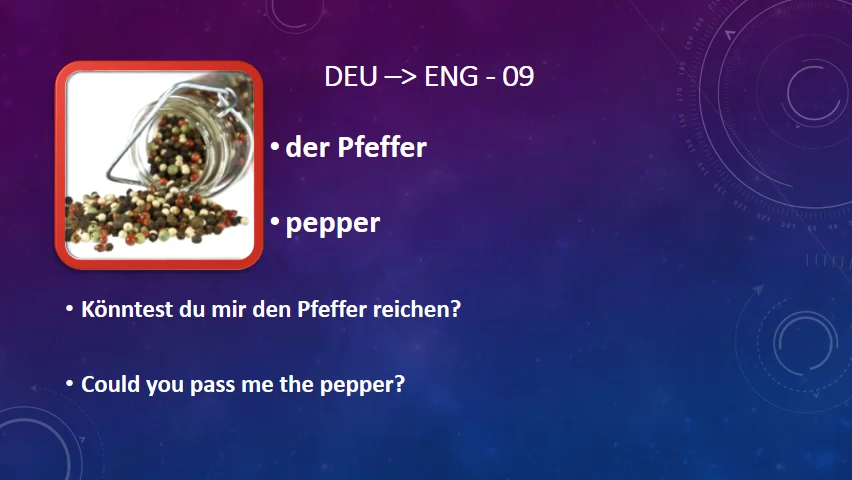 DEU –> ENG - 09
• der Pfeffer
• pepper
• Könntest du mir den Pfeffer reichen?
• Could you pass me the pepper?